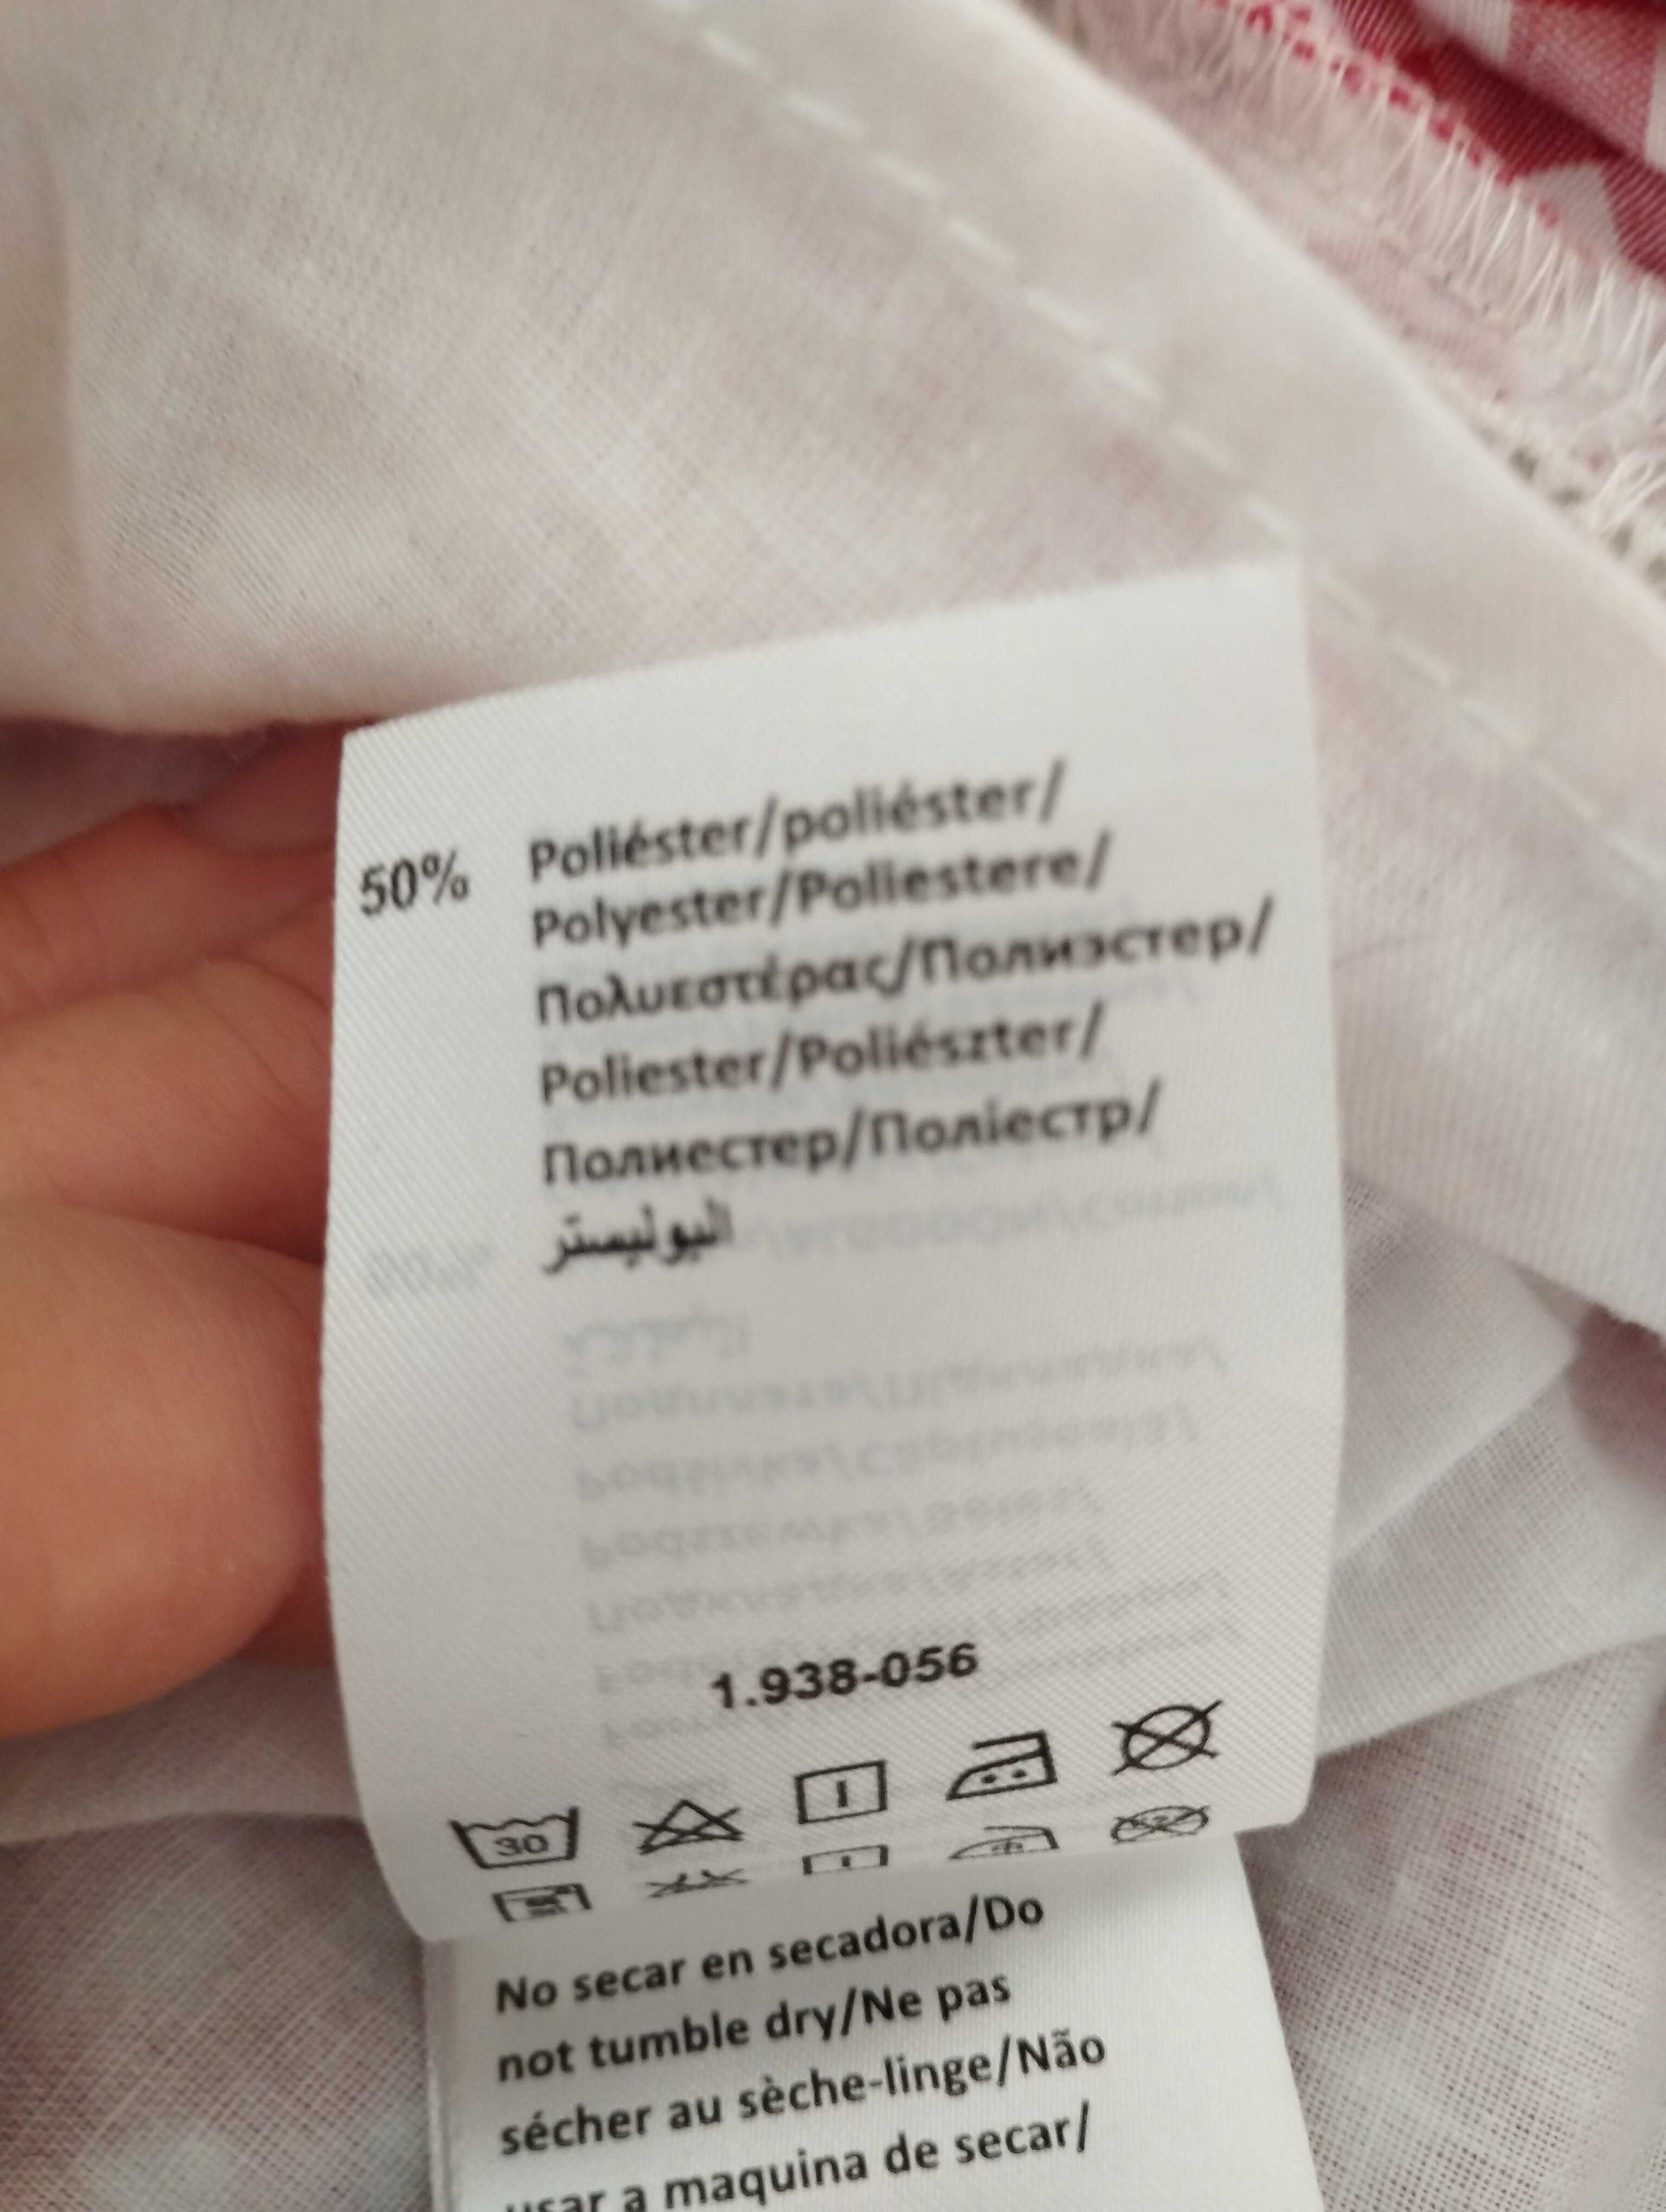 50% Poliéster/poliéster/
Polyester/Poliestere/
Πολυεστέρας/Полиэстер/
Poliester/Poliészter/
Полиестер/Поліестр/
البوليستر
1.938-056
30
No secar en secadora/Do
not tumble dry/Ne pas
sécher au sèche-linge/Não
usar a maquina de secar/